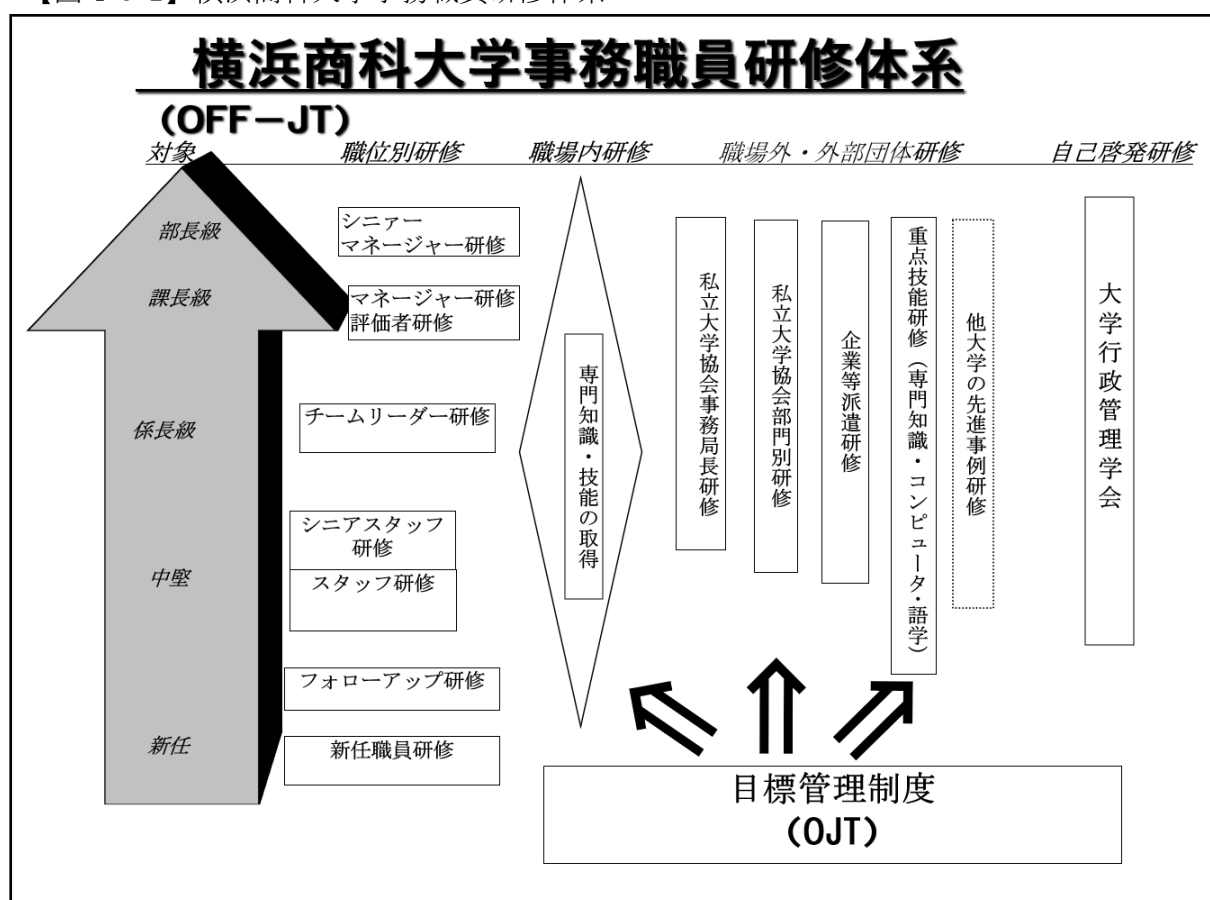 横浜商科大学事務職員研修体系
(OFF-JT)
対象 職位別研修 職場内研修 職場外・外部団体研修 自己啓発研修
部長級
課長級
係長級
中堅
新任
シニァー
マネージャー研修
マネージャー研修
評価者研修
チームリーダー研修
シニアスタッフ
研修
スタッフ研修
フォローアップ研修
新任職員研修
専門知識・技能の取得
私立大学協会事務局長研修
私立大学協会部門別研修
企業等派遣研修
重点技能研修(専門知識・コンピュータ・語学)
他大学の先進事例研修
大学行政管理学会
目標管理制度
(OJT)